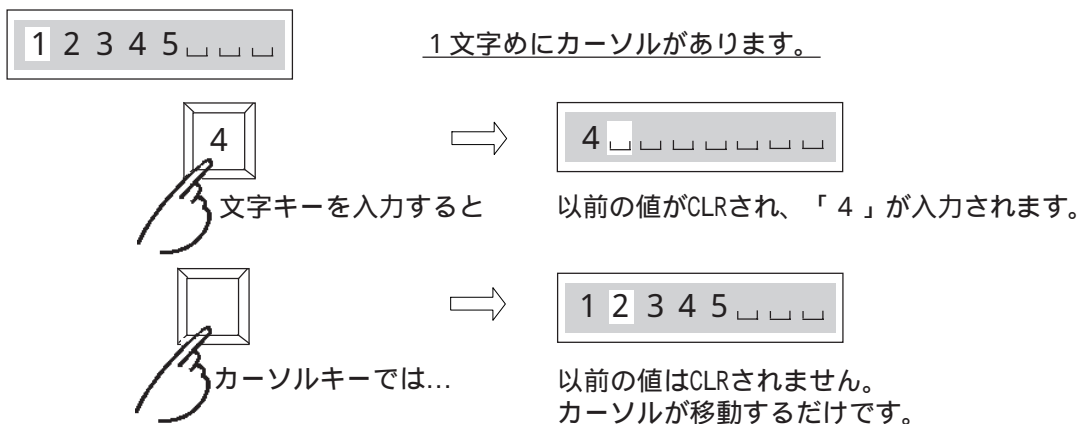 1 2 3 4 5␣␣␣
1文字めにカーソルがあります。
4
4␣␣␣␣␣␣␣
文字キーを入力すると
以前の値がCLRされ、「4」が入力されます。
1 2 3 4 5␣␣␣
カーソルキーでは…
以前の値はCLRされません。
カーソルが移動するだけです。